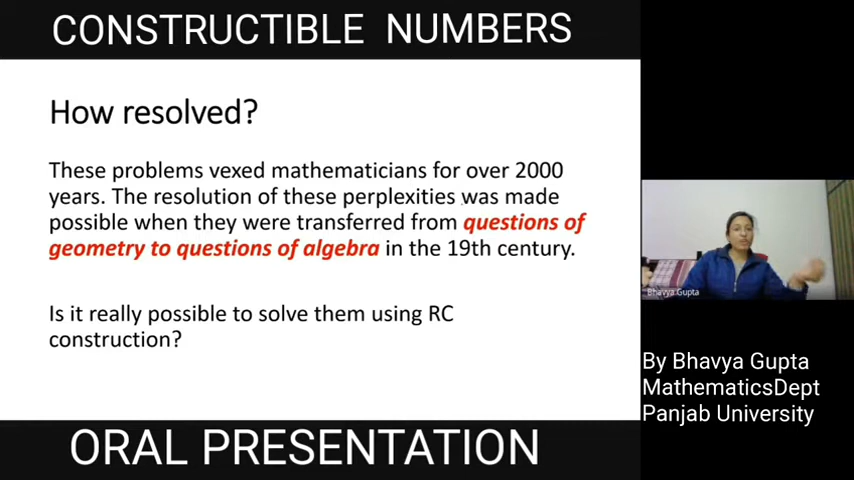 CONSTRUCTIBLE NUMBERS
How resolved?
These problems vexed mathematicians for over 2000
years. The resolution of these perplexities was made
possible when they were transferred from questions of
geometry to questions of algebra in the 19th century.
Is it really possible to solve them using RC
construction?
Bhavya Gupta
By Bhavya Gupta
MathematicsDept
Panjab University
ORAL PRESENTATION